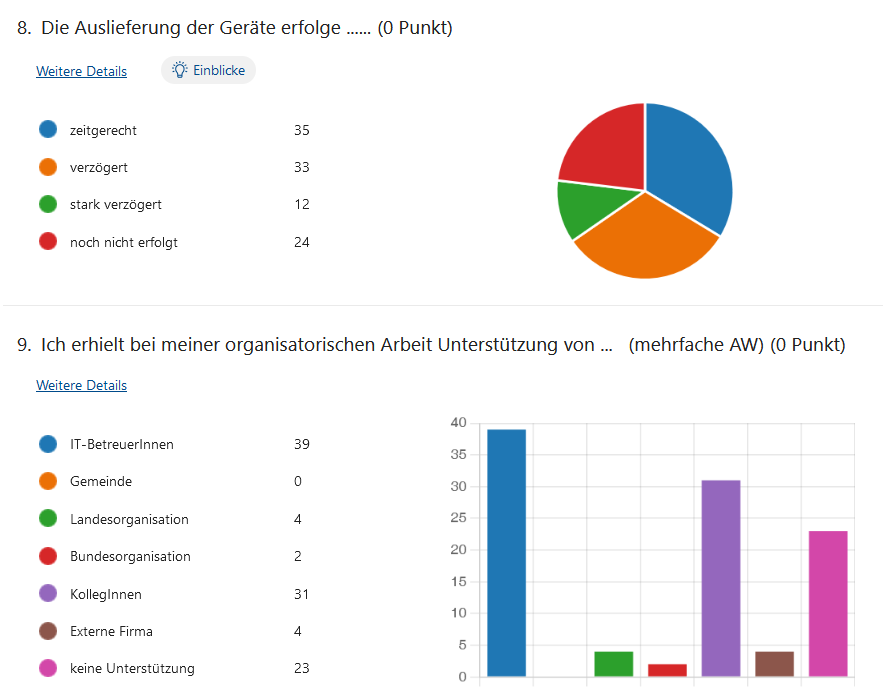 8. Die Auslieferung der Geräte erfolge ...... (0 Punkt)
Weitere Details
Einblicke
zeitgerecht 35
verzögert 33
stark verzögert 12
noch nicht erfolgt 24
9. Ich erhielt bei meiner organisatorischen Arbeit Unterstützung von ... (mehrfache AW) (0 Punkt)
Weitere Details
IT-BetreuerInnen 39
Gemeinde 0
Landesorganisation 4
Bundesorganisation 2
KollegInnen 31
Externe Firma 4
keine Unterstützung 23
40
35
30
25
20
15
10
5
0